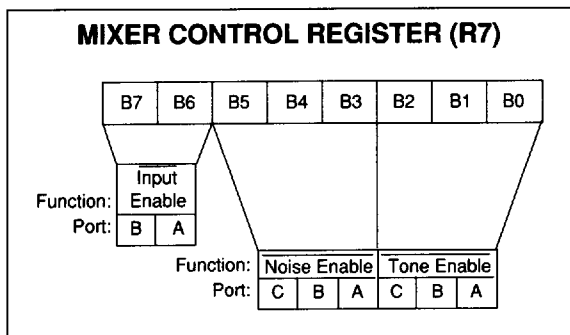 MIXER CONTROL REGISTER (R7)
B7 B6 B5 B4 B3 B2 B1 B0
Input
Function: Enable
Port: B A
Function: Noise Enable Tone Enable
Port: C B A C B A